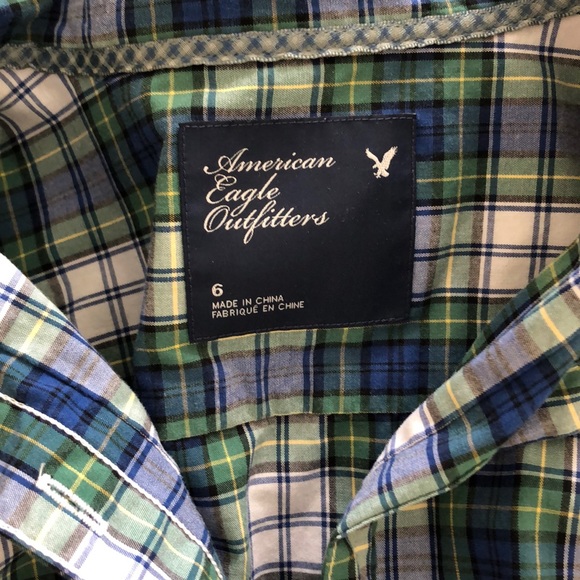 American
Eagle
Outfitters
6
MADE IN CHINA
FABRIQUÉ EN CHINE